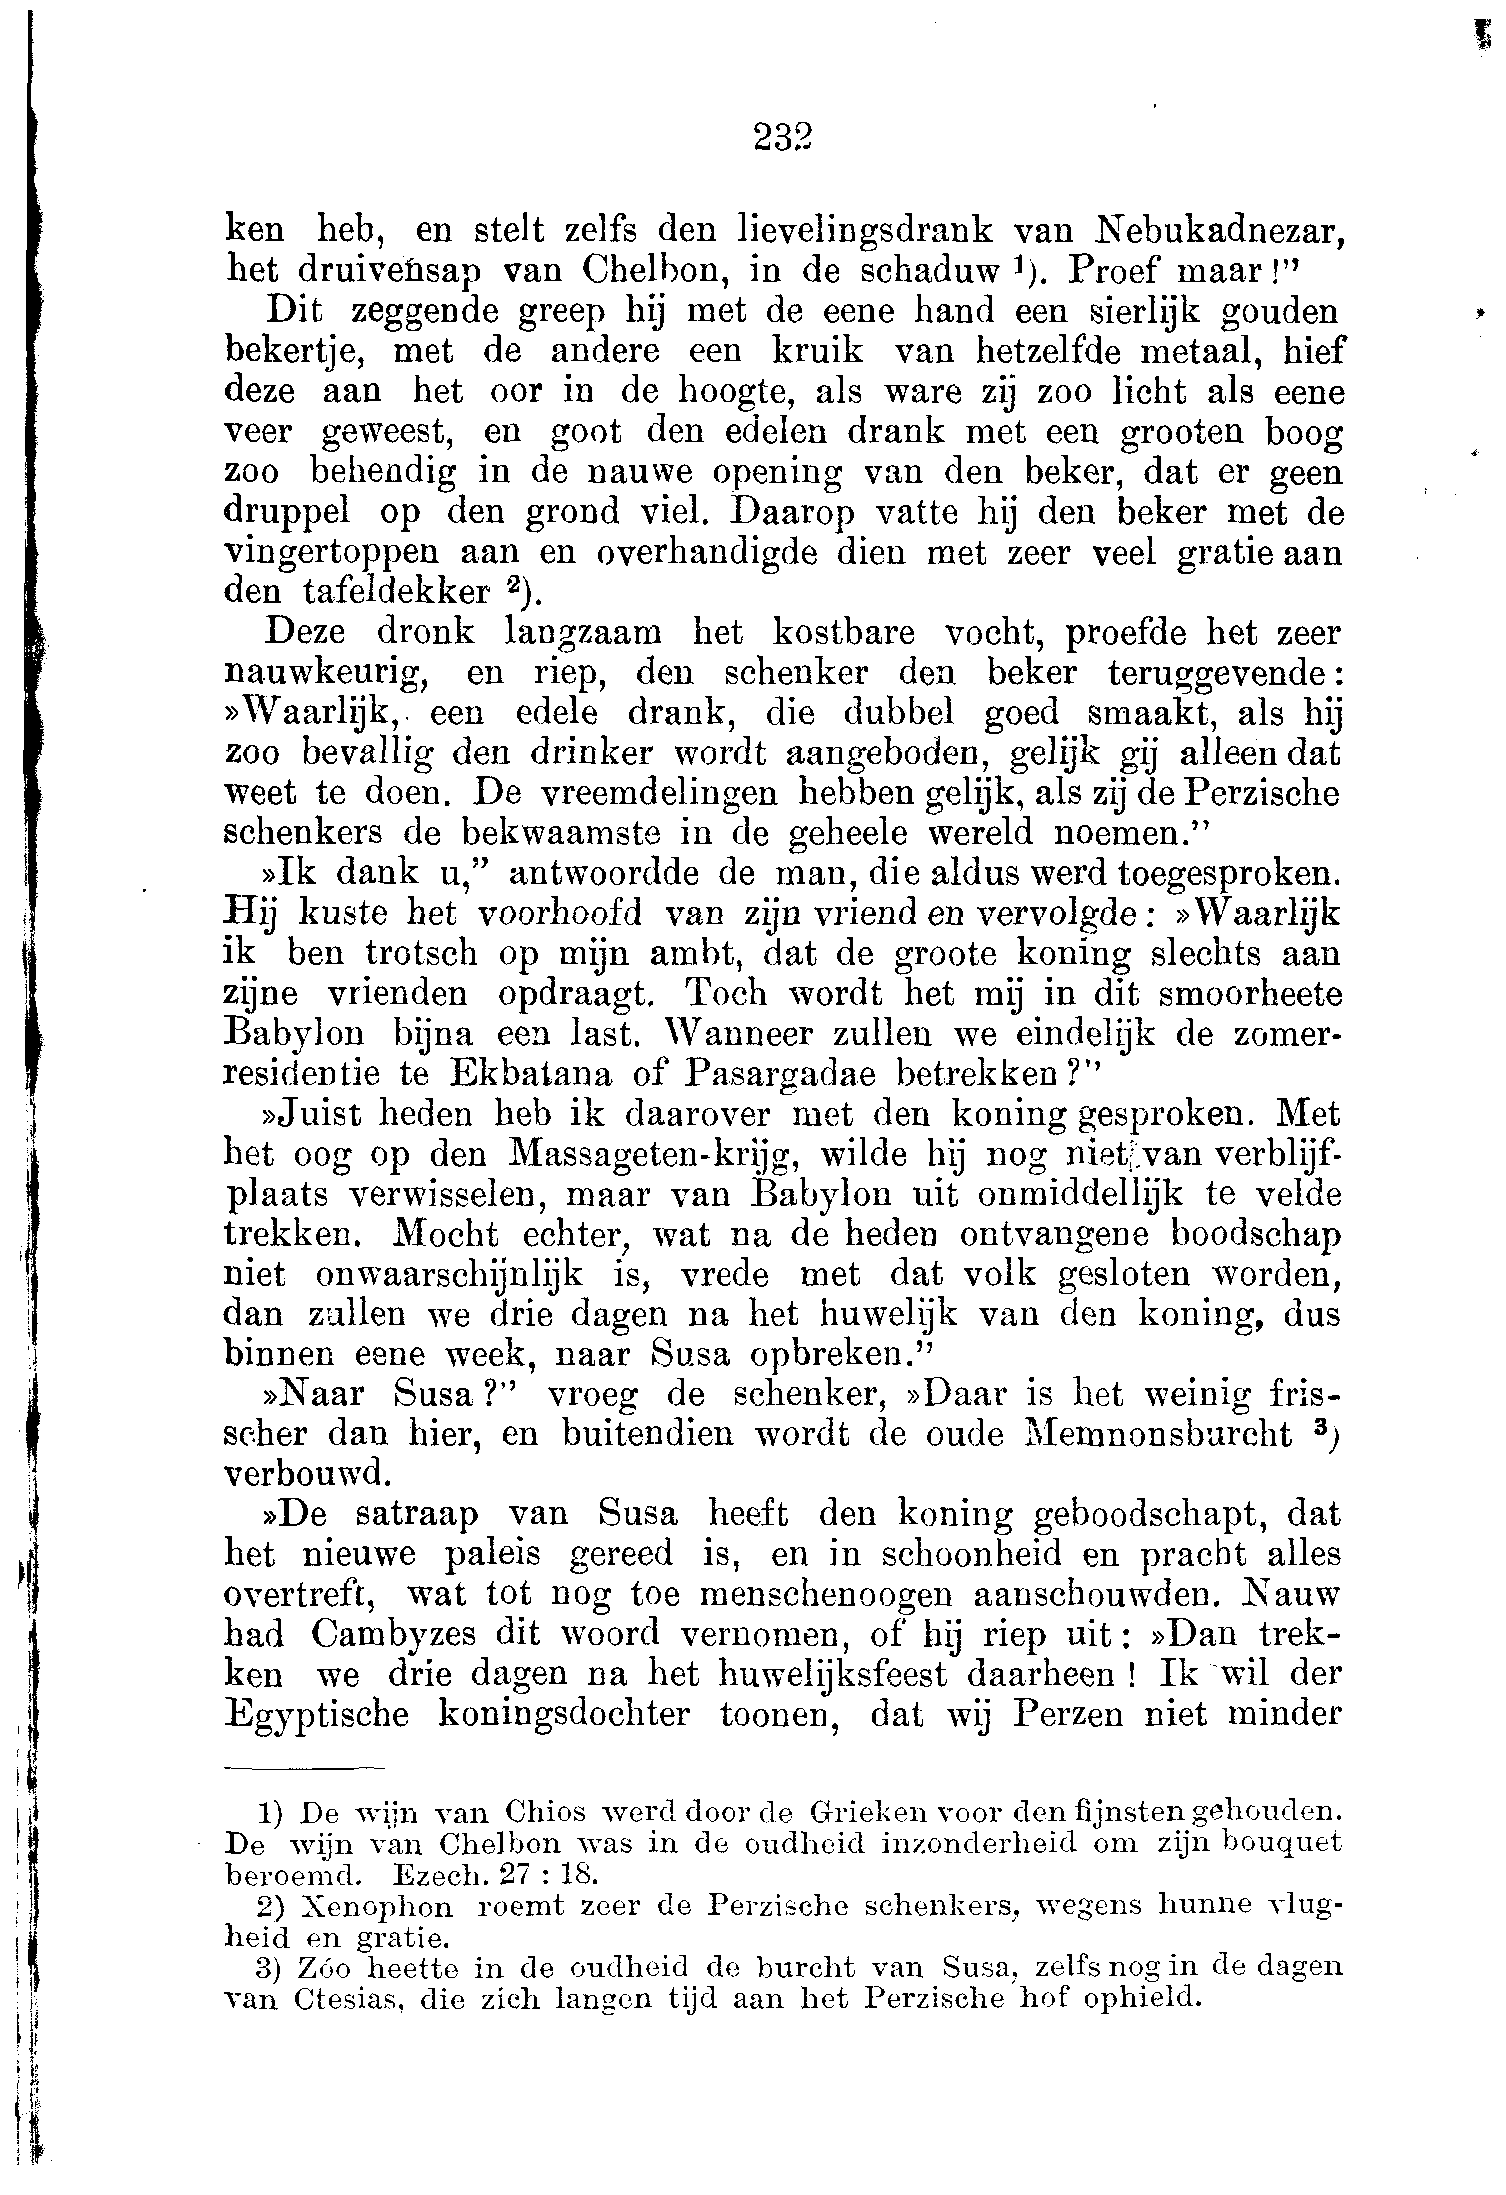 232
ken heb, en stelt zelfs den lievelingsdrank van Nebukadnezar,
het druivensap van Chelbon, in de schaduw ¹). Proef maar!”
Dit zeggende greep hij met de eene hand een sierlijk gouden
bekertje, met de andere een kruik van hetzelfde metaal, hief
deze aan het oor in de hoogte, als ware zij zoo licht als eene
veer geweest, en goot den edelen drank met een grooten boog
zoo behendig in de nauwe opening van den beker, dat er geen
druppel op den grond viel. Daarop vatte hij den beker met de
vingertoppen aan en overhandigde dien met zeer veel gratie aan
den tafeldekker ²).
Deze dronk langzaam het kostbare vocht, proefde het zeer
nauwkeurig, en riep, den schenker den beker teruggevende:
»Waarlijk, een edele drank, die dubbel goed smaakt, als hij
zoo bevallig den drinker wordt aangeboden, gelijk gij alleen dat
weet te doen. De vreemdelingen hebben gelijk, als zij de Perzische
schenkers de bekwaamste in de geheele wereld noemen.”
»Ik dank u,” antwoordde de man, die aldus werd toegesproken.
Hij kuste het voorhoofd van zijn vriend en vervolgde: »Waarlijk
ik ben trotsch op mijn ambt, dat de groote koning slechts aan
zijne vrienden opdraagt. Toch wordt het mij in dit smoorheete
Babylon bijna een last. Wanneer zullen we eindelijk de zomer-
residentie te Ekbatana of Pasargadae betrekken?”
»Juist heden heb ik daarover met den koning gesproken. Met
het oog op den Massageten-krijg, wilde hij nog niet van verblijf-
plaats verwisselen, maar van Babylon uit onmiddellijk te velde
trekken. Mocht echter, wat na de heden ontvangene boodschap
niet onwaarschijnlijk is, vrede met dat volk gesloten worden,
dan zullen we drie dagen na het huwelijk van den koning, dus
binnen eene week, naar Susa opbreken.”
»Naar Susa?” vroeg de schenker, »Daar is het weinig fris-
scher dan hier, en buitendien wordt de oude Memnonsburcht ³)
verbouwd.
»De satraap van Susa heeft den koning geboodschapt, dat
het nieuwe paleis gereed is, en in schoonheid en pracht alles
overtreft, wat tot nog toe menschenoogen aanschouwden. Nauw
had Cambyzes dit woord vernomen, of hij riep uit: »Dan trek-
ken we drie dagen na het huwelijksfeest daarheen! Ik wil der
Egyptische koningsdochter toonen, dat wij Perzen niet minder
1) De wijn van Chios werd door de Grieken voor den fijnsten gehouden.
De wijn van Chelbon was in de oudheid inzonderheid om zijn bouquet
beroemd. Ezech. 27 : 18.
2) Xenophon roemt zeer de Perzische schenkers, wegens hunne vlug-
heid en gratie.
3) Zóo heette in de oudheid de burcht van Susa, zelfs nog in de dagen
van Ctesias, die zich langen tijd aan het Perzische hof ophield.